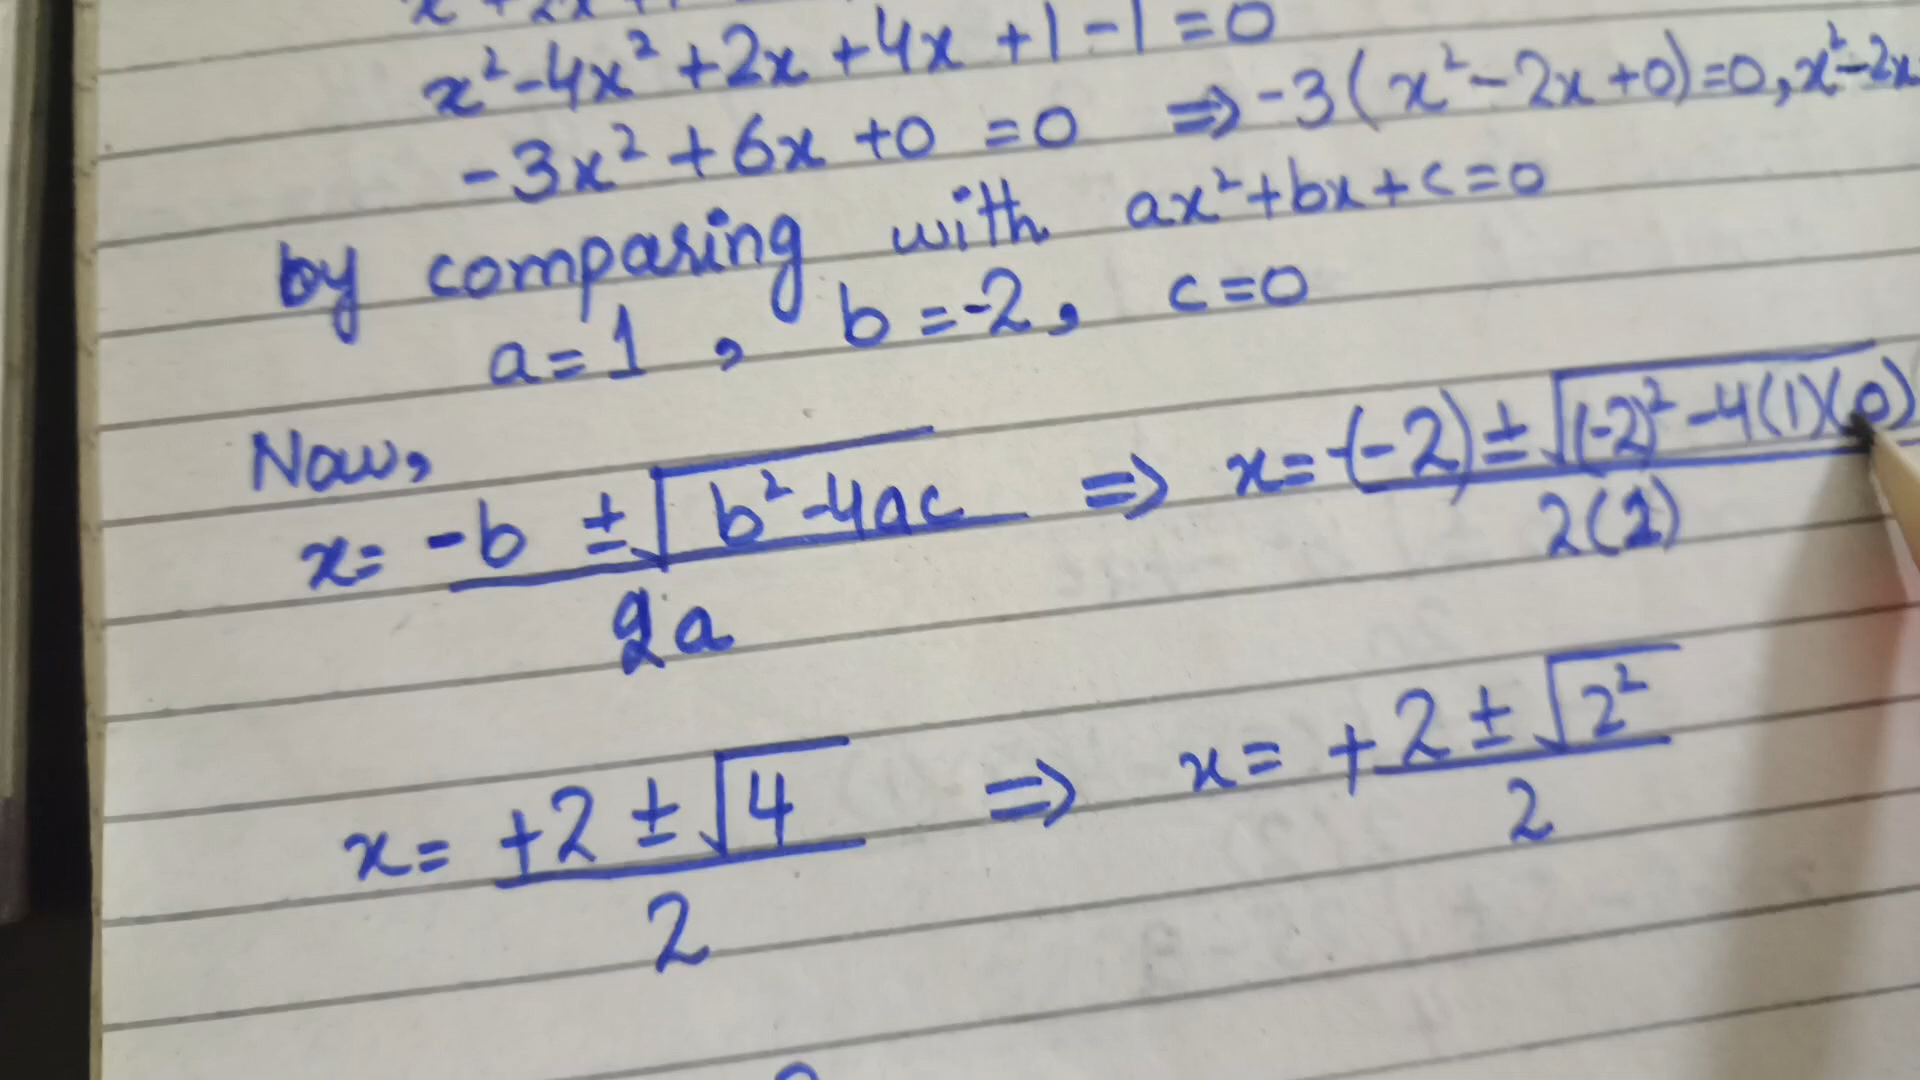 x²-4x²+2x+4x+1-1=0
-3x²+6x+0=0 ⇒ -3(x²-2x+0)=0, x²-2x
by comparing with ax²+bx+c=0
a=1, b=-2, c=0
Now,
x= -b ±√b²-4ac / 2a ⇒ x= -(-2)±√(-2)²-4(1)(0) / 2(1)
x= +2±√4 / 2 ⇒ x= +2±√2² / 2